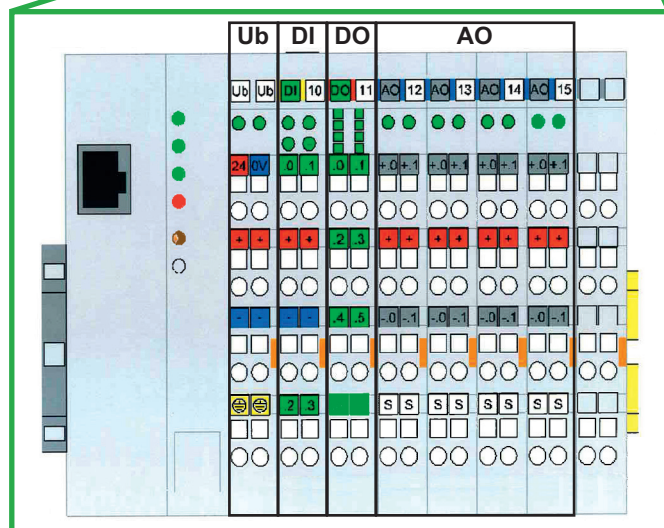 Ub DI DO AO
Ub Ub DI 10 DO 11 AO 12 AO 13 AO 14 AO 15
24 0V .0 .1 .0 .1 +.0 +.1 +.0 +.1 +.0 +.1 +.0 +.1
+ + + + .2 .3 + + + + + + + +
- - - - .4 .5 -.0 -.1 -.0 -.1 -.0 -.1 -.0 -.1
2 3 S S S S S S S S